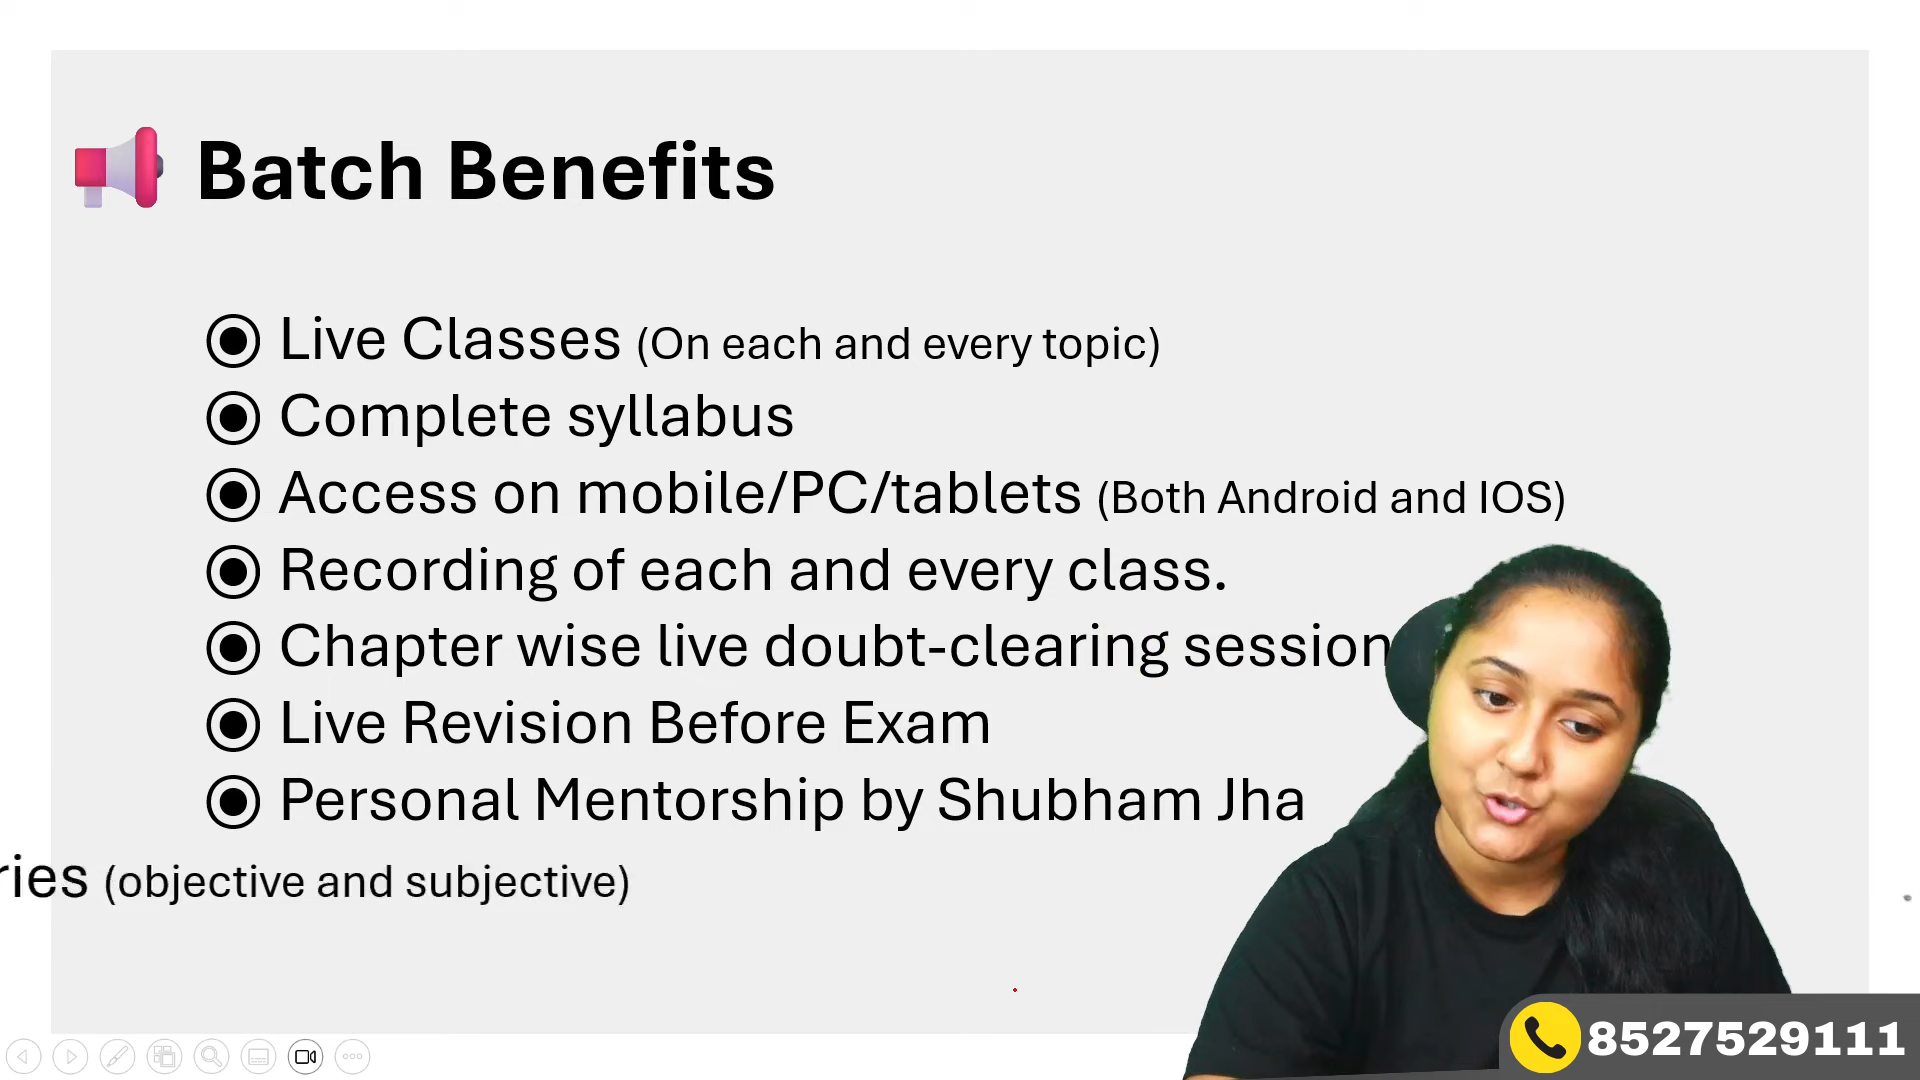 Batch Benefits
Live Classes (On each and every topic)
Complete syllabus
Access on mobile/PC/tablets (Both Android and IOS)
Recording of each and every class.
Chapter wise live doubt-clearing session
Live Revision Before Exam
Personal Mentorship by Shubham Jha
ries (objective and subjective)
8527529111